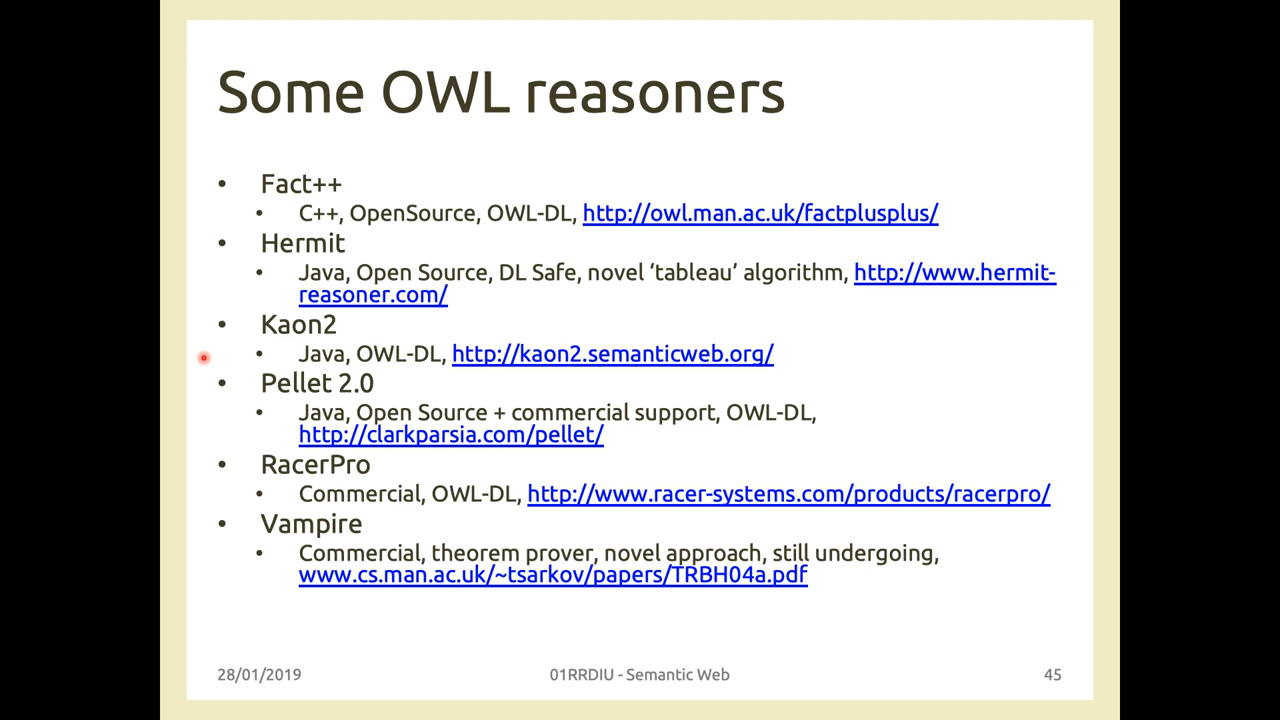 Some OWL reasoners
• Fact++
• C++, OpenSource, OWL-DL, http://owl.man.ac.uk/factplusplus/
• Hermit
• Java, Open Source, DL Safe, novel ‘tableau’ algorithm, http://www.hermit-
reasoner.com/
• Kaon2
• Java, OWL-DL, http://kaon2.semanticweb.org/
• Pellet 2.0
• Java, Open Source + commercial support, OWL-DL,
http://clarkparsia.com/pellet/
• RacerPro
• Commercial, OWL-DL, http://www.racer-systems.com/products/racerpro/
• Vampire
• Commercial, theorem prover, novel approach, still undergoing,
www.cs.man.ac.uk/~tsarkov/papers/TRBH04a.pdf
28/01/2019 01RRDIU - Semantic Web 45